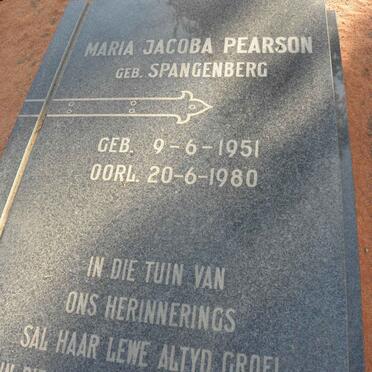 MARIA JACOBA PEARSON
GEB. SPANGENBERG
GEB. 9-6-1951
OORL. 20-6-1980
IN DIE TUIN VAN
ONS HERINNERINGS
SAL HAAR LEWE ALTYD GROEI